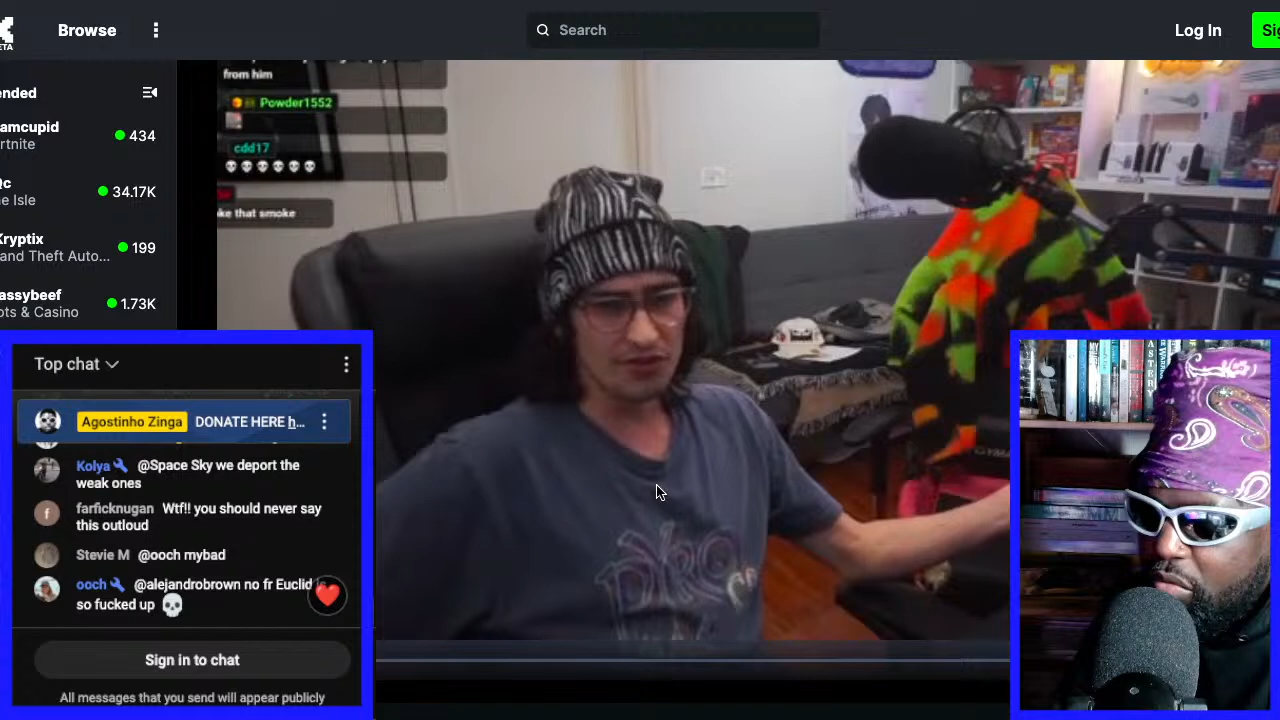 Browse
Search
Log In
ended
amcupid
rtnite
434
34.17K
e Isle
Kryptix
and Theft Auto...
199
assybeef
ots & Casino
1.73K
from him
Powder1552
cdd17
💀💀💀💀💀💀
oke that smoke
Top chat
Agostinho Zinga DONATE HERE h...
Kolya @Space Sky we deport the
weak ones
farficknugan Wtf!! you should never say
this outloud
Stevie M @ooch mybad
ooch @alejandrobrown no fr Euclid
so fucked up 💀
Sign in to chat
All messages that you send will appear publicly